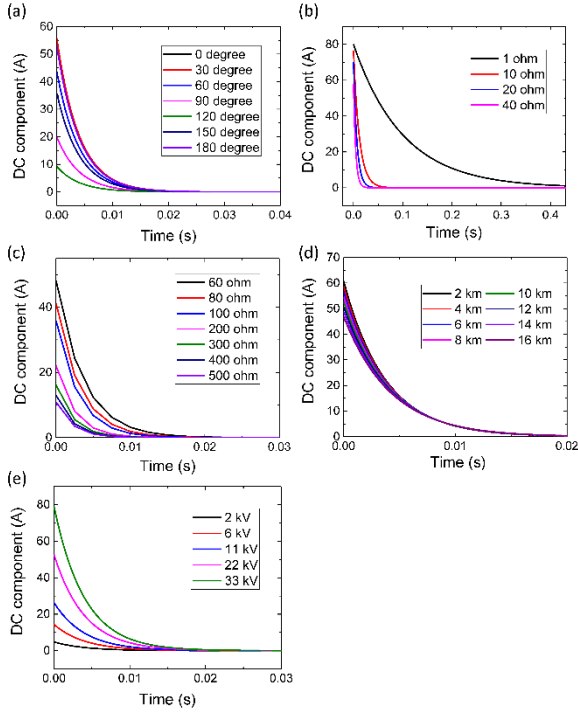 (a)
DC component (A)
60
50
40
30
20
10
0
0 degree
30 degree
60 degree
90 degree
120 degree
150 degree
180 degree
0.00 0.01 0.02 0.03 0.04
Time (s)
(b)
DC component (A)
80
60
40
20
0
1 ohm
10 ohm
20 ohm
40 ohm
0.0 0.1 0.2 0.3 0.4
Time (s)
(c)
DC component (A)
40
20
0
60 ohm
80 ohm
100 ohm
200 ohm
300 ohm
400 ohm
500 ohm
0.00 0.01 0.02 0.03
Time (s)
(d)
DC component (A)
70
60
50
40
30
20
10
0
2 km 10 km
4 km 12 km
6 km 14 km
8 km 16 km
0.00 0.01 0.02
Time (s)
(e)
DC component (A)
80
60
40
20
0
2 kV
6 kV
11 kV
22 kV
33 kV
0.00 0.01 0.02 0.03
Time (s)